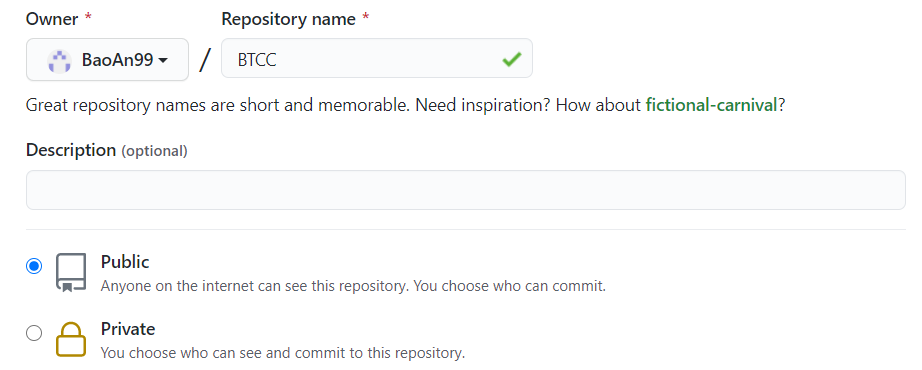 Owner * Repository name *
BaoAn99 / BTCC
Great repository names are short and memorable. Need inspiration? How about fictional-carnival?
Description (optional)
Public
Anyone on the internet can see this repository. You choose who can commit.
Private
You choose who can see and commit to this repository.